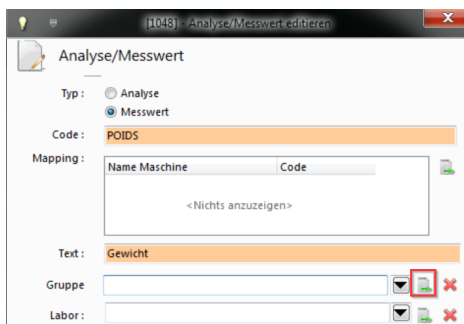 [1048] - Analyse/Messwert editieren
Analyse/Messwert
Typ : Analyse
Messwert
Code : POIDS
Mapping :
Name Maschine Code
<Nichts anzuzeigen>
Text : Gewicht
Gruppe
Labor :